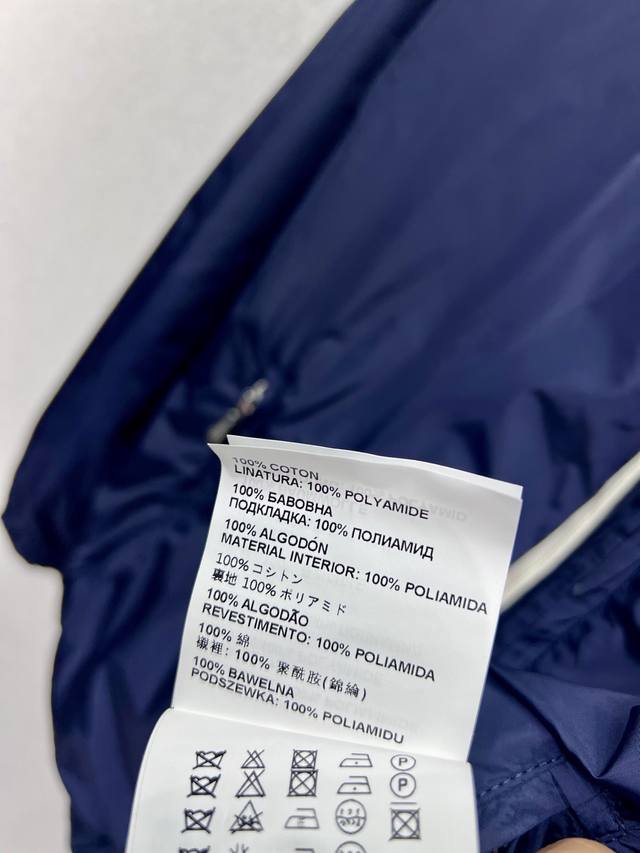 100% COTON
LINATURA: 100% POLYAMIDE
100% БАВОВНА
ПОДКЛАДКА: 100% ПОЛИАМИД
100% ALGODÓN
MATERIAL INTERIOR: 100% POLIAMIDA
100% コットン
裏地 100% ポリアミド
100% ALGODÃO
REVESTIMENTO: 100% POLIAMIDA
100% 綿
襯裡: 100% 聚酰胺(錦綸)
100% BAWELNA
PODSZEWKA: 100% POLIAMIDU
P
P